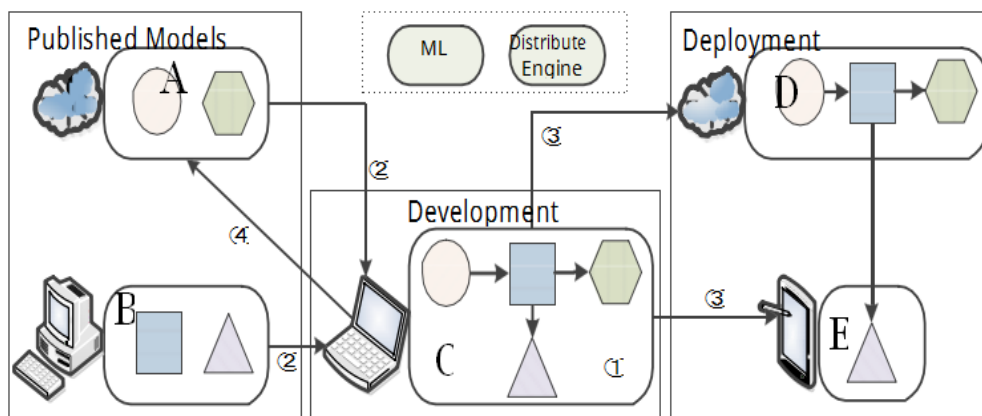 Published Models
A
ML
Distribute
Engine
Deployment
D
②
③
④
Development
B
②
C
①
③
E